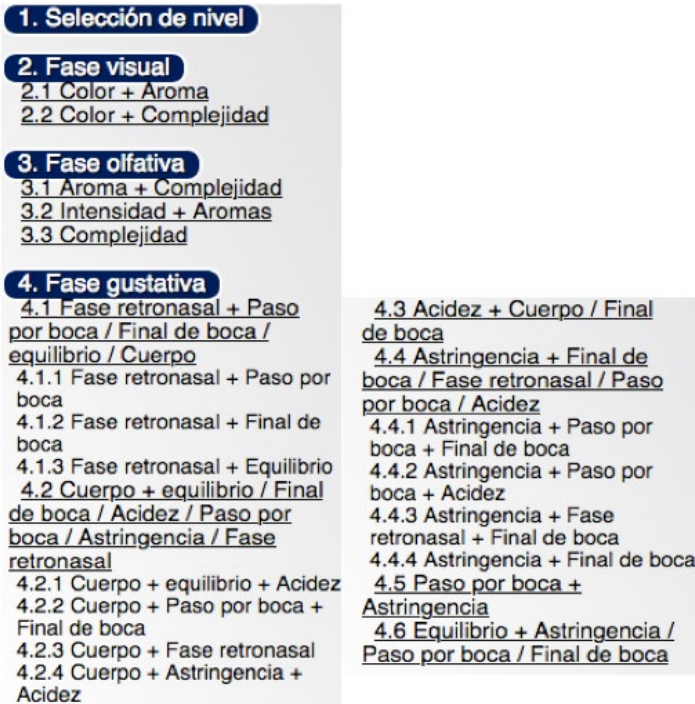 1. Selección de nivel
2. Fase visual
2.1 Color + Aroma
2.2 Color + Complejidad
3. Fase olfativa
3.1 Aroma + Complejidad
3.2 Intensidad + Aromas
3.3 Complejidad
4. Fase gustativa
4.1 Fase retronasal + Paso
por boca / Final de boca /
equilibrio / Cuerpo
4.1.1 Fase retronasal + Paso por
boca
4.1.2 Fase retronasal + Final de
boca
4.1.3 Fase retronasal + Equilibrio
4.2 Cuerpo + equilibrio / Final
de boca / Acidez / Paso por
boca / Astringencia / Fase
retronasal
4.2.1 Cuerpo + equilibrio + Acidez
4.2.2 Cuerpo + Paso por boca +
Final de boca
4.2.3 Cuerpo + Fase retronasal
4.2.4 Cuerpo + Astringencia +
Acidez
4.3 Acidez + Cuerpo / Final
de boca
4.4 Astringencia + Final de
boca / Fase retronasal / Paso
por boca / Acidez
4.4.1 Astringencia + Paso por
boca + Final de boca
4.4.2 Astringencia + Paso por
boca + Acidez
4.4.3 Astringencia + Fase
retronasal + Final de boca
4.4.4 Astringencia + Final de boca
4.5 Paso por boca +
Astringencia
4.6 Equilibrio + Astringencia /
Paso por boca / Final de boca